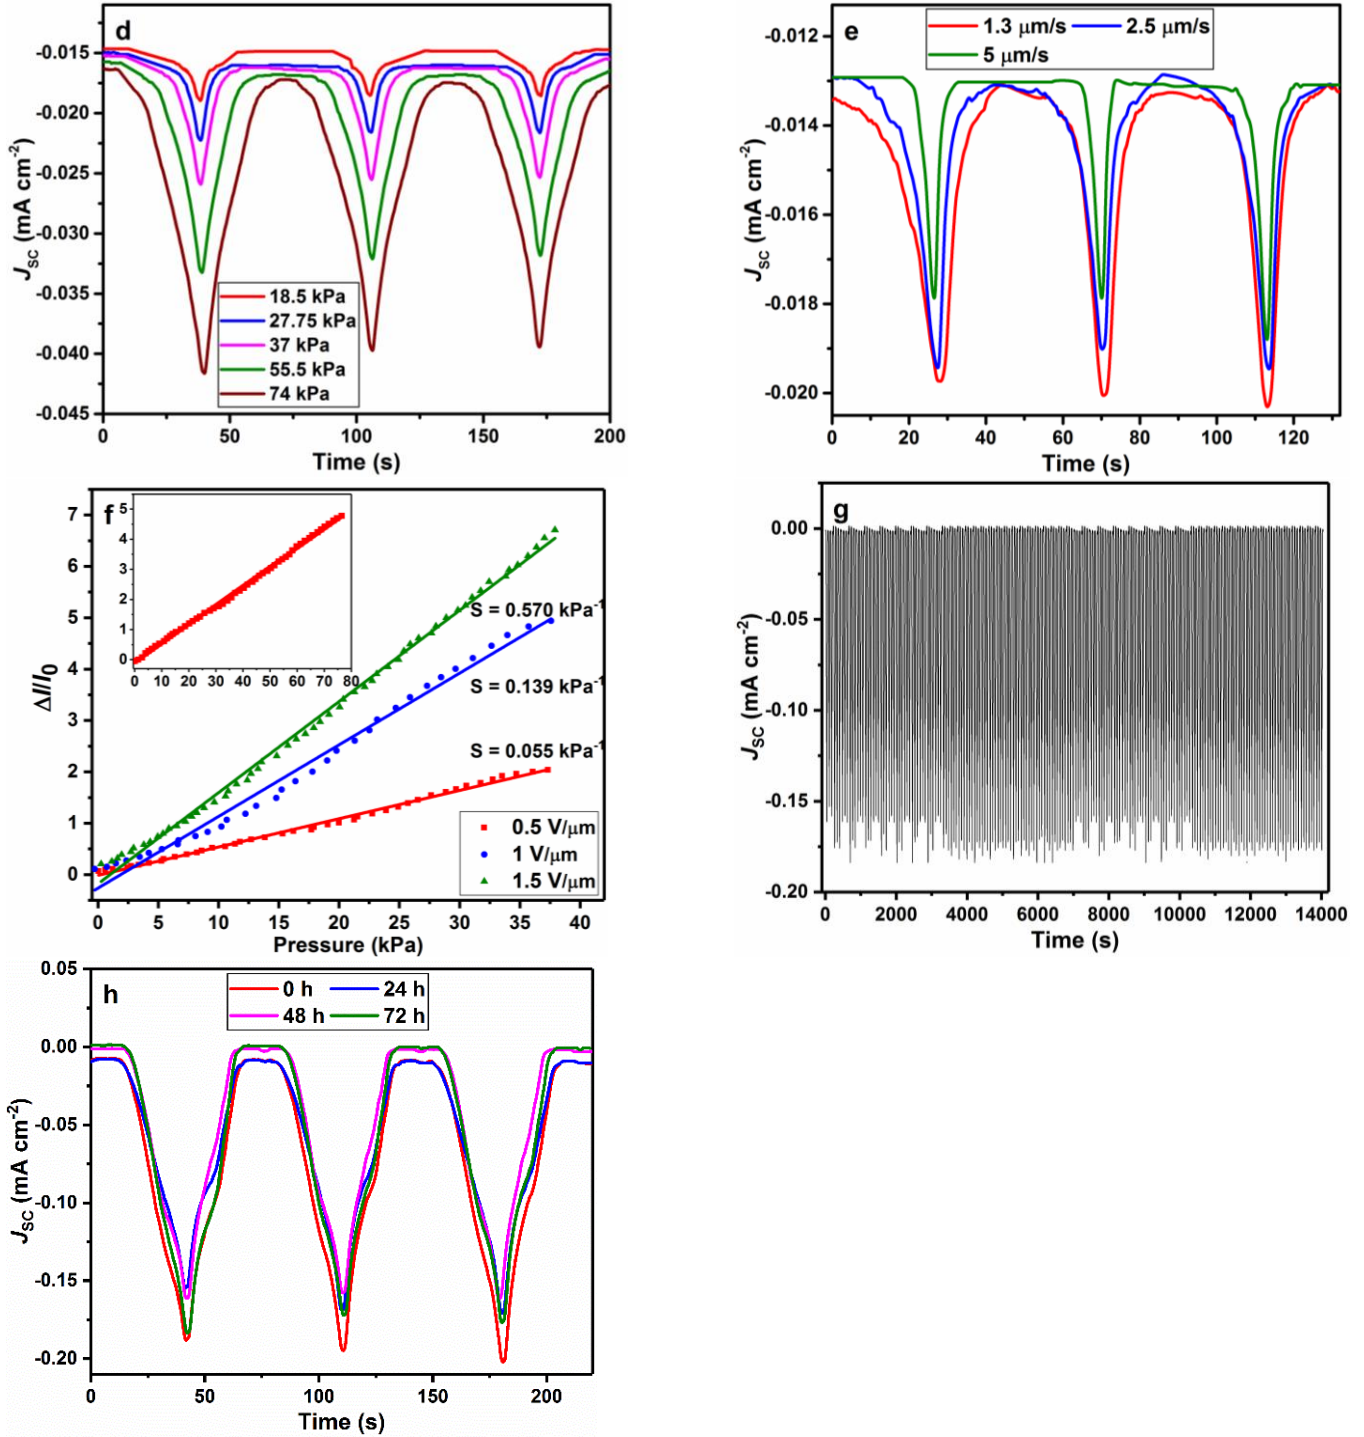 d
-0.015
-0.020
-0.025
-0.030
-0.035
-0.040
-0.045
J_SC (mA cm⁻²)
18.5 kPa
27.75 kPa
37 kPa
55.5 kPa
74 kPa
0 50 100 150 200
Time (s)
e
1.3 μm/s 2.5 μm/s
5 μm/s
-0.012
-0.014
-0.016
-0.018
-0.020
J_SC (mA cm⁻²)
0 20 40 60 80 100 120
Time (s)
f
7
6
5
4
3
2
1
0
ΔI/I₀
5
4
3
2
1
0
0 10 20 30 40 50 60 70 80
S = 0.570 kPa⁻¹
S = 0.139 kPa⁻¹
S = 0.055 kPa⁻¹
0.5 V/μm
1 V/μm
1.5 V/μm
0 5 10 15 20 25 30 35 40
Pressure (kPa)
g
0.00
-0.05
-0.10
-0.15
-0.20
J_SC (mA cm⁻²)
0 2000 4000 6000 8000 10000 12000 14000
Time (s)
h
0 h 24 h
48 h 72 h
0.05
0.00
-0.05
-0.10
-0.15
-0.20
J_SC (mA cm⁻²)
0 50 100 150 200
Time (s)